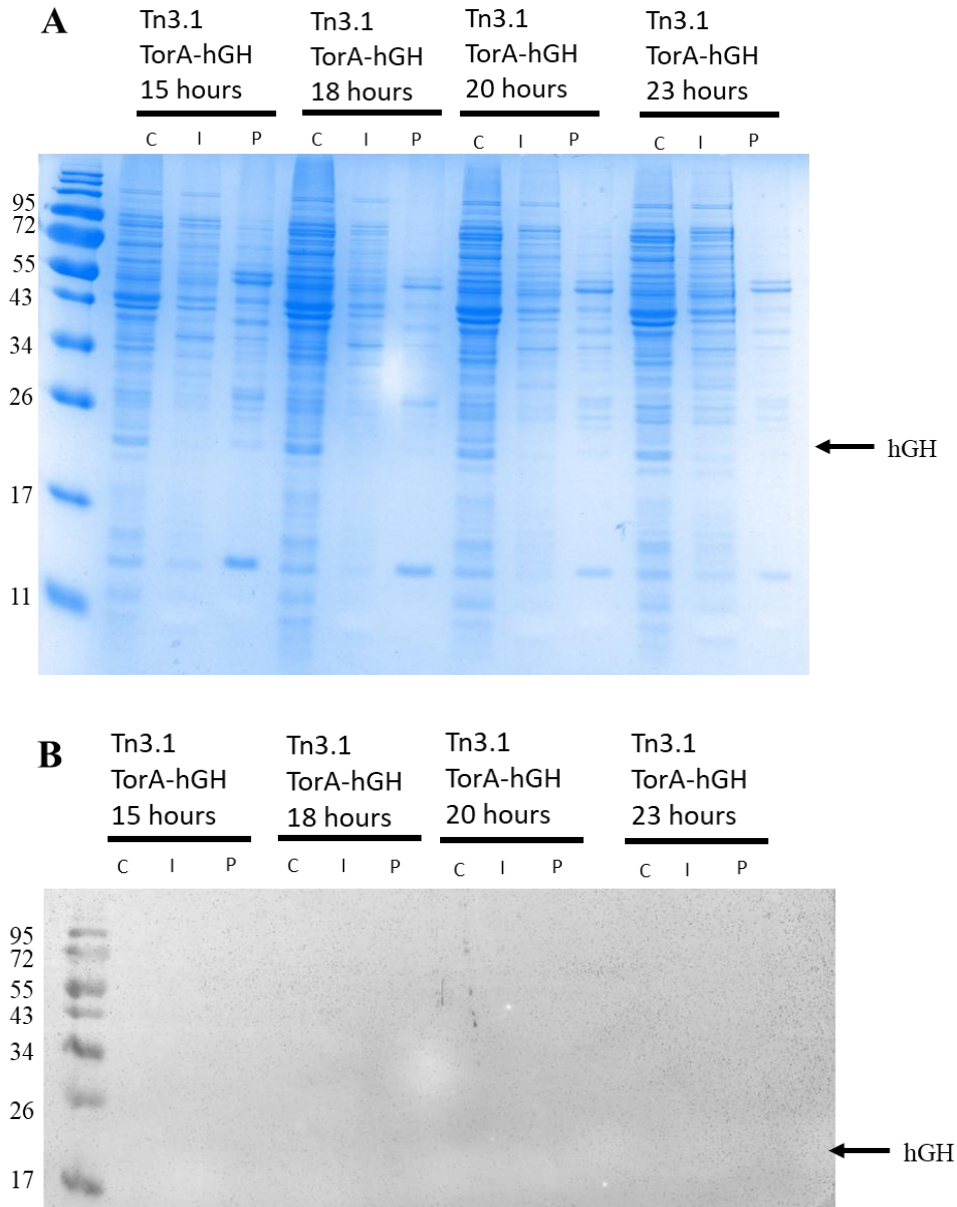 A
Tn3.1
TorA-hGH
15 hours
Tn3.1
TorA-hGH
18 hours
Tn3.1
TorA-hGH
20 hours
Tn3.1
TorA-hGH
23 hours
C I P C I P C I P C I P
95
72
55
43
34
26
hGH
17
11
B
Tn3.1
TorA-hGH
15 hours
Tn3.1
TorA-hGH
18 hours
Tn3.1
TorA-hGH
20 hours
Tn3.1
TorA-hGH
23 hours
C I P C I P C I P C I P
95
72
55
43
34
26
hGH
17